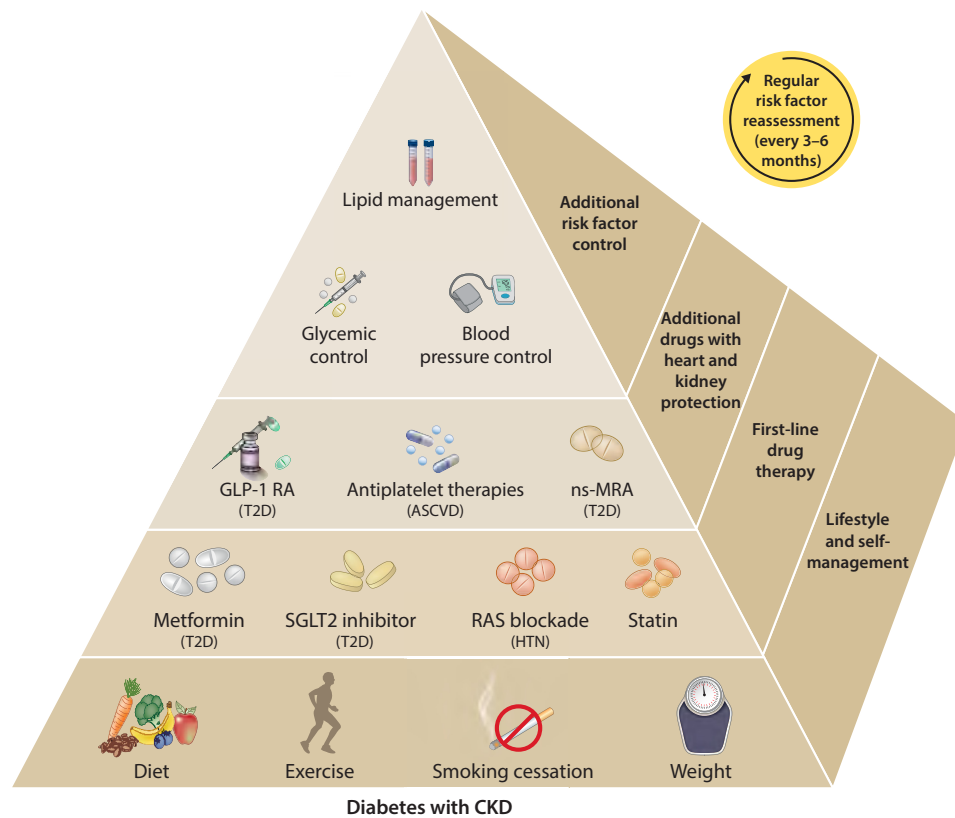 Regular
risk factor
reassessment
(every 3–6
months)
Lipid management
Additional
risk factor
control
Glycemic
control
Blood
pressure control
Additional
drugs with
heart and
kidney
protection
GLP-1 RA
(T2D)
Antiplatelet therapies
(ASCVD)
ns-MRA
(T2D)
First-line
drug
therapy
Metformin
(T2D)
SGLT2 inhibitor
(T2D)
RAS blockade
(HTN)
Statin
Lifestyle
and self-
management
Diet
Exercise
Smoking cessation
Weight
Diabetes with CKD